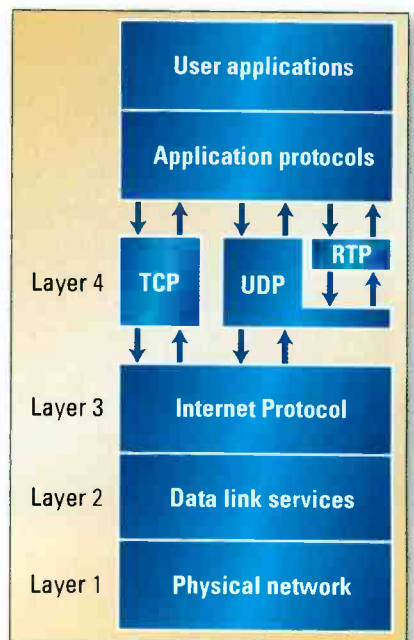 User applications
Application protocols
RTP
Layer 4 TCP UDP
Layer 3 Internet Protocol
Layer 2 Data link services
Layer 1 Physical network